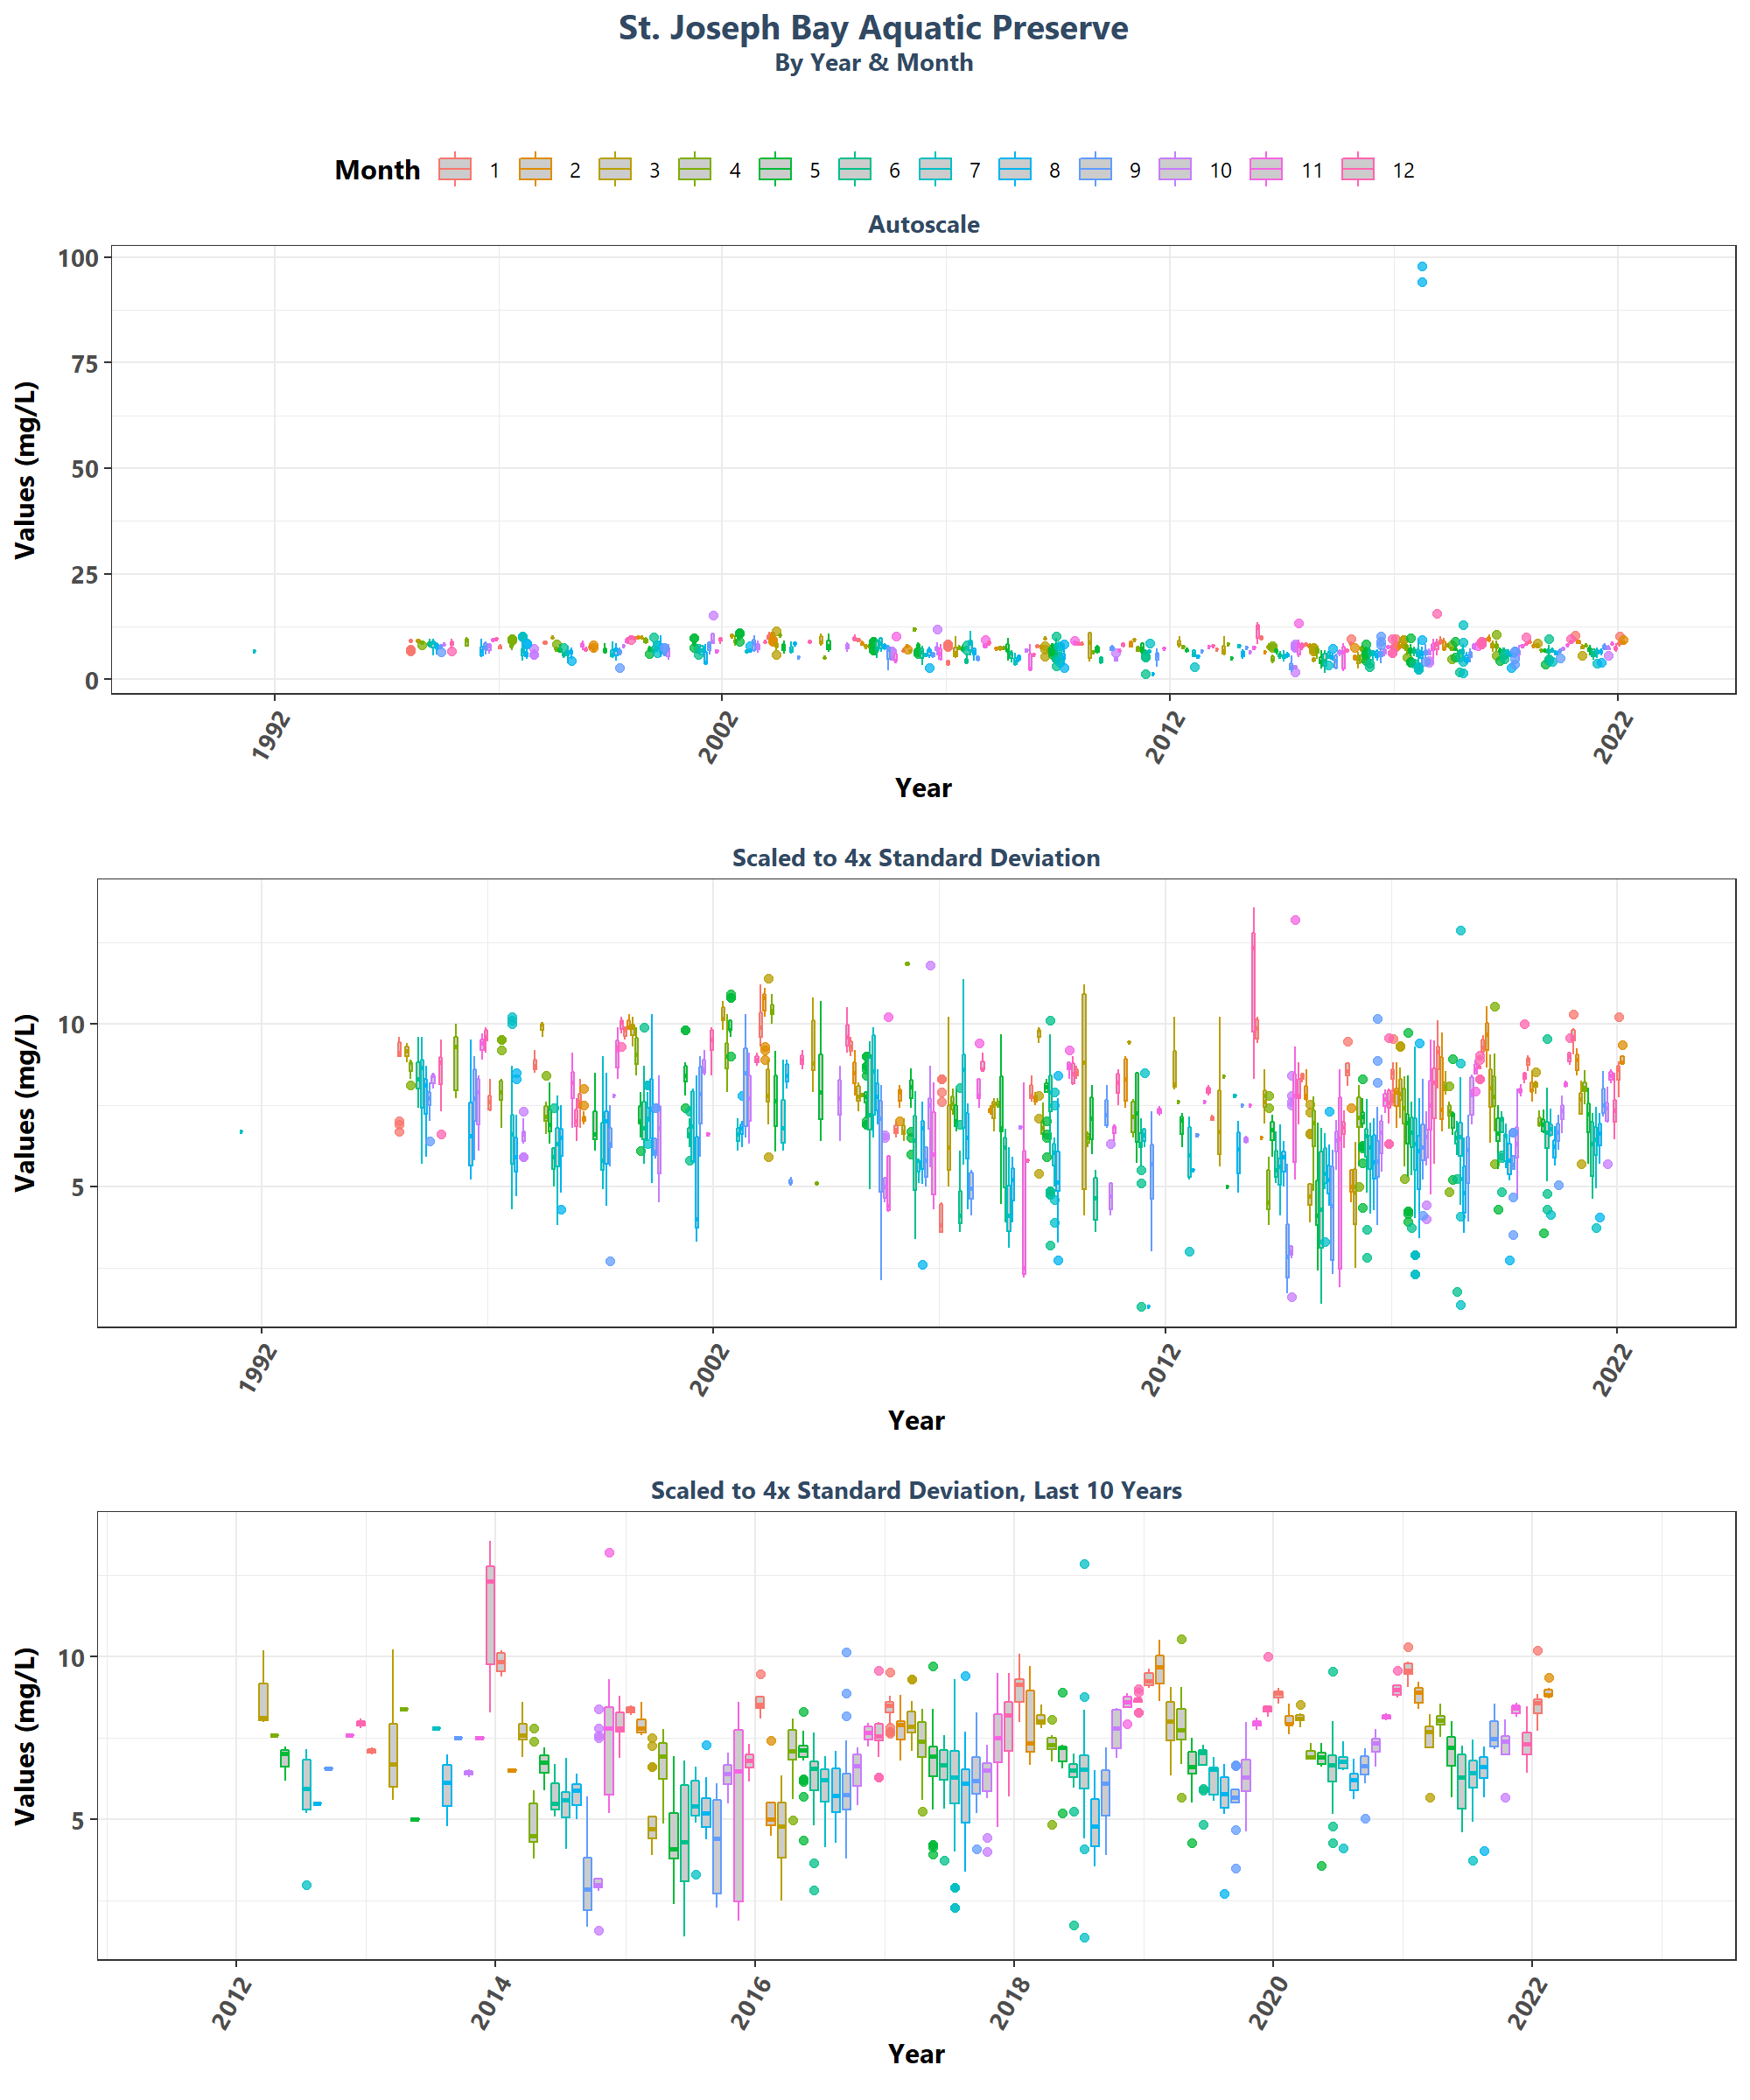 St. Joseph Bay Aquatic Preserve
By Year & Month
Month 1 2 3 4 5 6 7 8 9 10 11 12
Autoscale
100
75
50
25
0
Values (mg/L)
1992 2002 2012 2022
Year
Scaled to 4x Standard Deviation
10
5
Values (mg/L)
1992 2002 2012 2022
Year
Scaled to 4x Standard Deviation, Last 10 Years
10
5
Values (mg/L)
2012 2014 2016 2018 2020 2022
Year